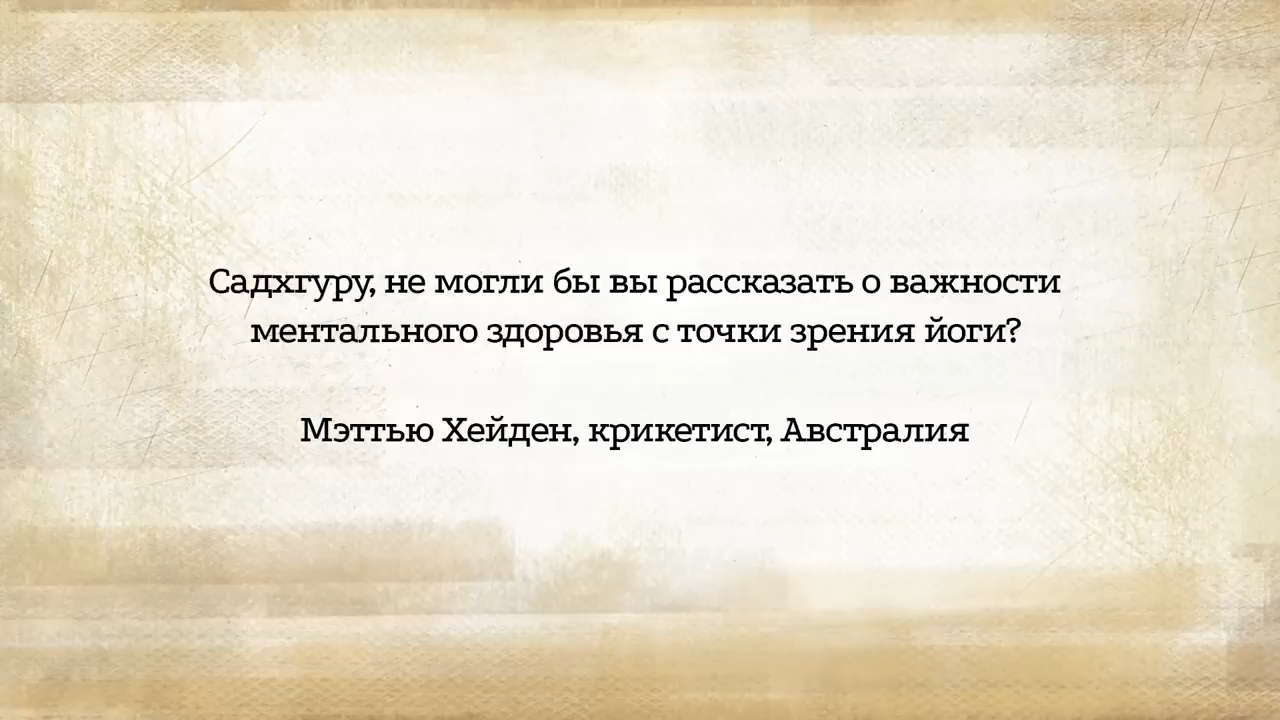 Садхгуру, не могли бы вы рассказать о важности
ментального здоровья с точки зрения йоги?
Мэттью Хейден, крикетист, Австралия